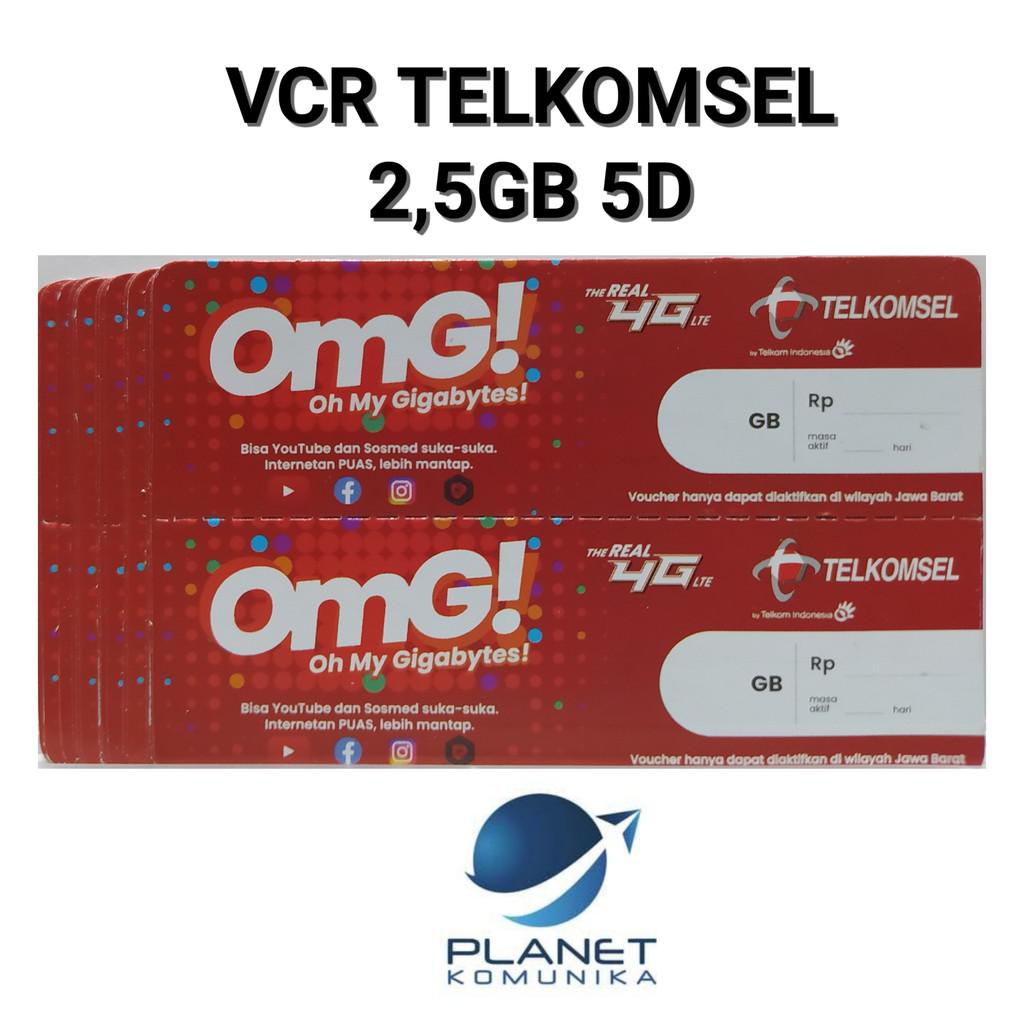 VCR TELKOMSEL
2,5GB 5D
OmG!
Oh My Gigabytes!
Bisa YouTube dan Sosmed suka-suka.
Internetan PUAS, lebih mantap.
THE REAL
4G LTE
TELKOMSEL
by Telkom Indonesia
GB
Rp
masa
aktif hari
Voucher hanya dapat diaktifkan di wilayah Jawa Barat
OmG!
Oh My Gigabytes!
Bisa YouTube dan Sosmed suka-suka.
Internetan PUAS, lebih mantap.
THE REAL
4G LTE
TELKOMSEL
by Telkom Indonesia
GB
Rp
masa
aktif hari
Voucher hanya dapat diaktifkan di wilayah Jawa Barat
PLANET
KOMUNIKA